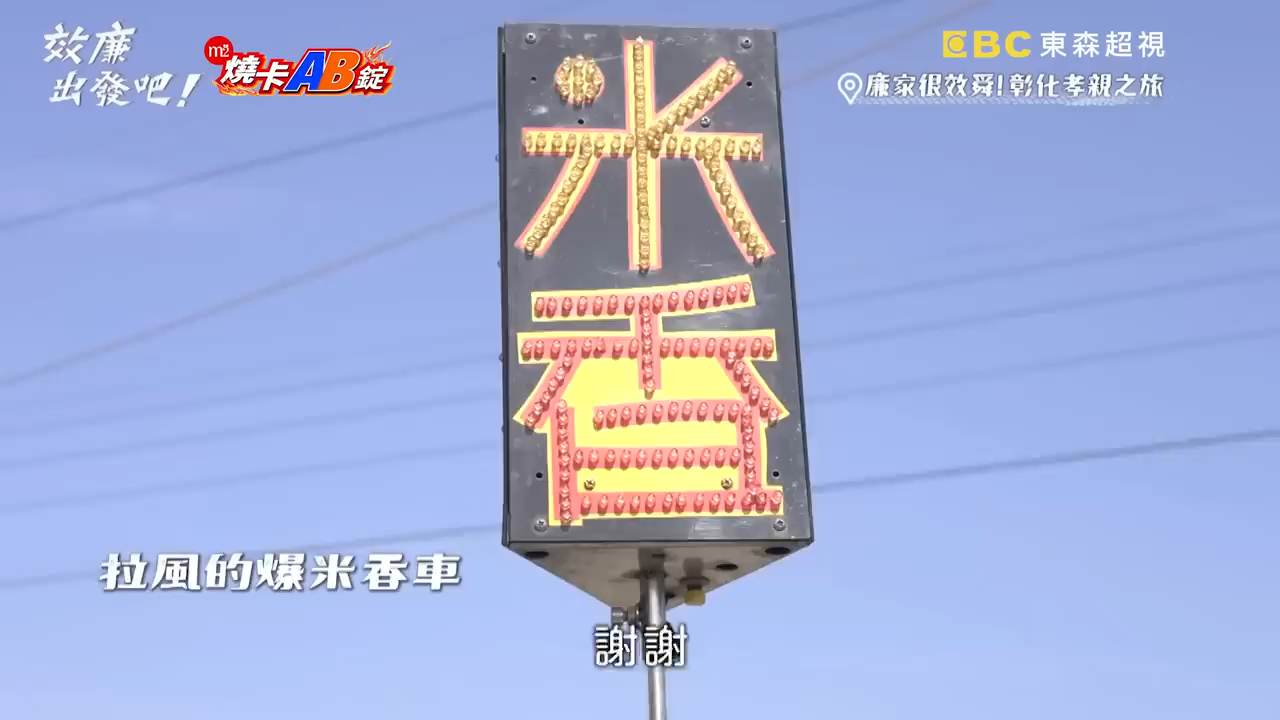 效廉
出發吧!
m2
燒卡AB錠
EBC 東森超視
廉家很效舜!彰化孝親之旅
米
香
拉風的爆米香車
謝謝